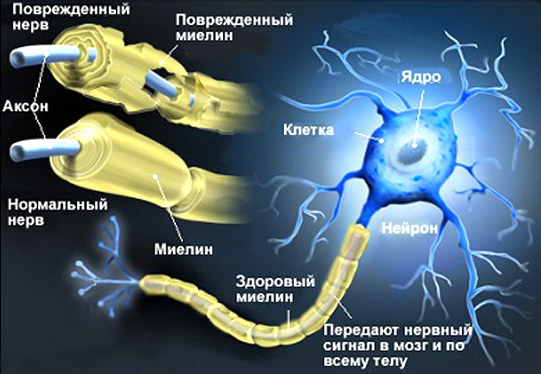 Поврежденный
нерв
Поврежденный
миелин
Аксон
Ядро
Клетка
Нормальный
нерв
Миелин
Нейрон
Здоровый
миелин
Передают нервный
сигнал в мозг и по
всему телу